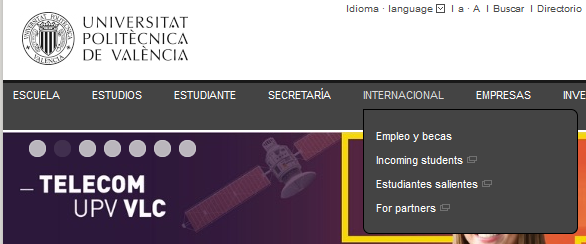 Idioma · language | a · A | Buscar | Directorio
UNIVERSITAT
POLITÈCNICA
DE VALÈNCIA
ESCUELA ESTUDIOS ESTUDIANTE SECRETARÍA INTERNACIONAL EMPRESAS INVE
Empleo y becas
Incoming students
Estudiantes salientes
For partners
– TELECOM
UPV VLC